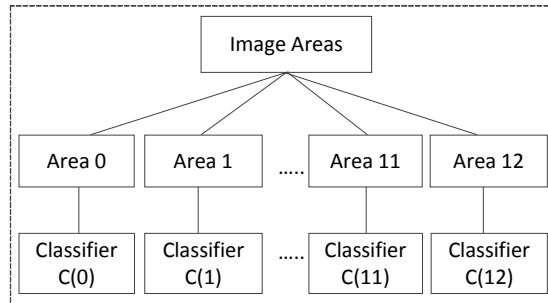 Image Areas
Area 0
Area 1
.....
Area 11
Area 12
Classifier
C(0)
Classifier
C(1)
.....
Classifier
C(11)
Classifier
C(12)